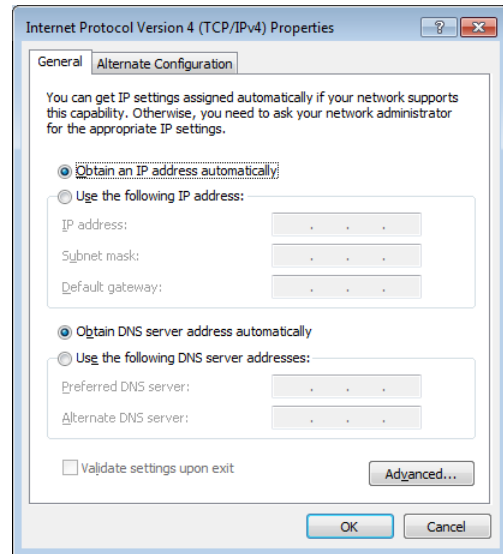 Internet Protocol Version 4 (TCP/IPv4) Properties
?
General
Alternate Configuration
You can get IP settings assigned automatically if your network supports
this capability. Otherwise, you need to ask your network administrator
for the appropriate IP settings.
Obtain an IP address automatically
Use the following IP address:
IP address:
. . .
Subnet mask:
. . .
Default gateway:
. . .
Obtain DNS server address automatically
Use the following DNS server addresses:
Preferred DNS server:
. . .
Alternate DNS server:
. . .
Validate settings upon exit
Advanced...
OK
Cancel